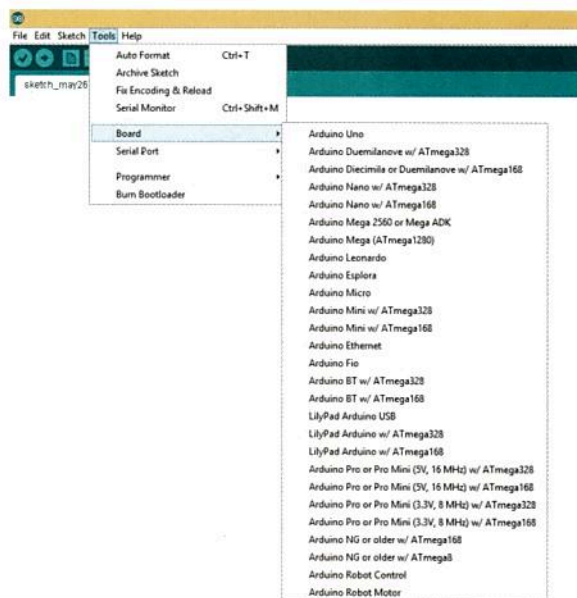 File Edit Sketch Tools Help
sketch_may26
Auto Format Ctrl+T
Archive Sketch
Fix Encoding & Reload
Serial Monitor Ctrl+Shift+M
Board
Serial Port
Programmer
Burn Bootloader
Arduino Uno
Arduino Duemilanove w/ ATmega328
Arduino Diecimila or Duemilanove w/ ATmega168
Arduino Nano w/ ATmega328
Arduino Nano w/ ATmega168
Arduino Mega 2560 or Mega ADK
Arduino Mega (ATmega1280)
Arduino Leonardo
Arduino Esplora
Arduino Micro
Arduino Mini w/ ATmega328
Arduino Mini w/ ATmega168
Arduino Ethernet
Arduino Fio
Arduino BT w/ ATmega328
Arduino BT w/ ATmega168
LilyPad Arduino USB
LilyPad Arduino w/ ATmega328
LilyPad Arduino w/ ATmega168
Arduino Pro or Pro Mini (5V, 16 MHz) w/ ATmega328
Arduino Pro or Pro Mini (5V, 16 MHz) w/ ATmega168
Arduino Pro or Pro Mini (3.3V, 8 MHz) w/ ATmega328
Arduino Pro or Pro Mini (3.3V, 8 MHz) w/ ATmega168
Arduino NG or older w/ ATmega168
Arduino NG or older w/ ATmega8
Arduino Robot Control
Arduino Robot Motor